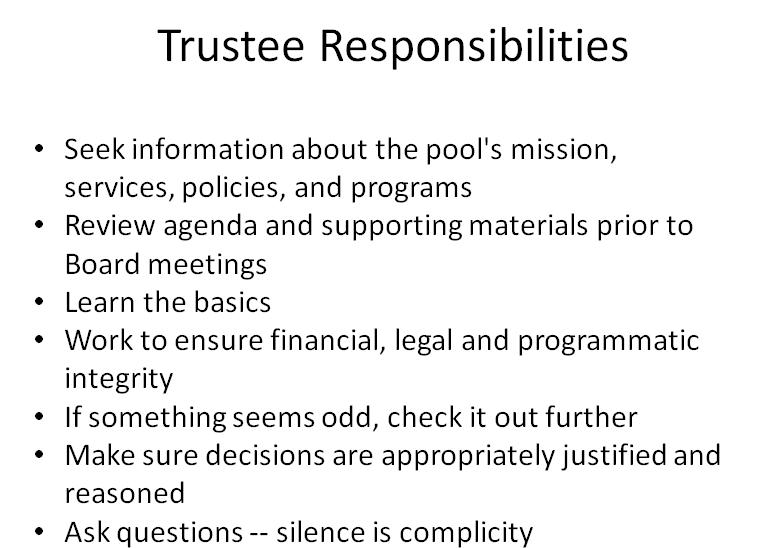 Trustee Responsibilities
• Seek information about the pool's mission,
services, policies, and programs
• Review agenda and supporting materials prior to
Board meetings
• Learn the basics
• Work to ensure financial, legal and programmatic
integrity
• If something seems odd, check it out further
• Make sure decisions are appropriately justified and
reasoned
• Ask questions -- silence is complicity